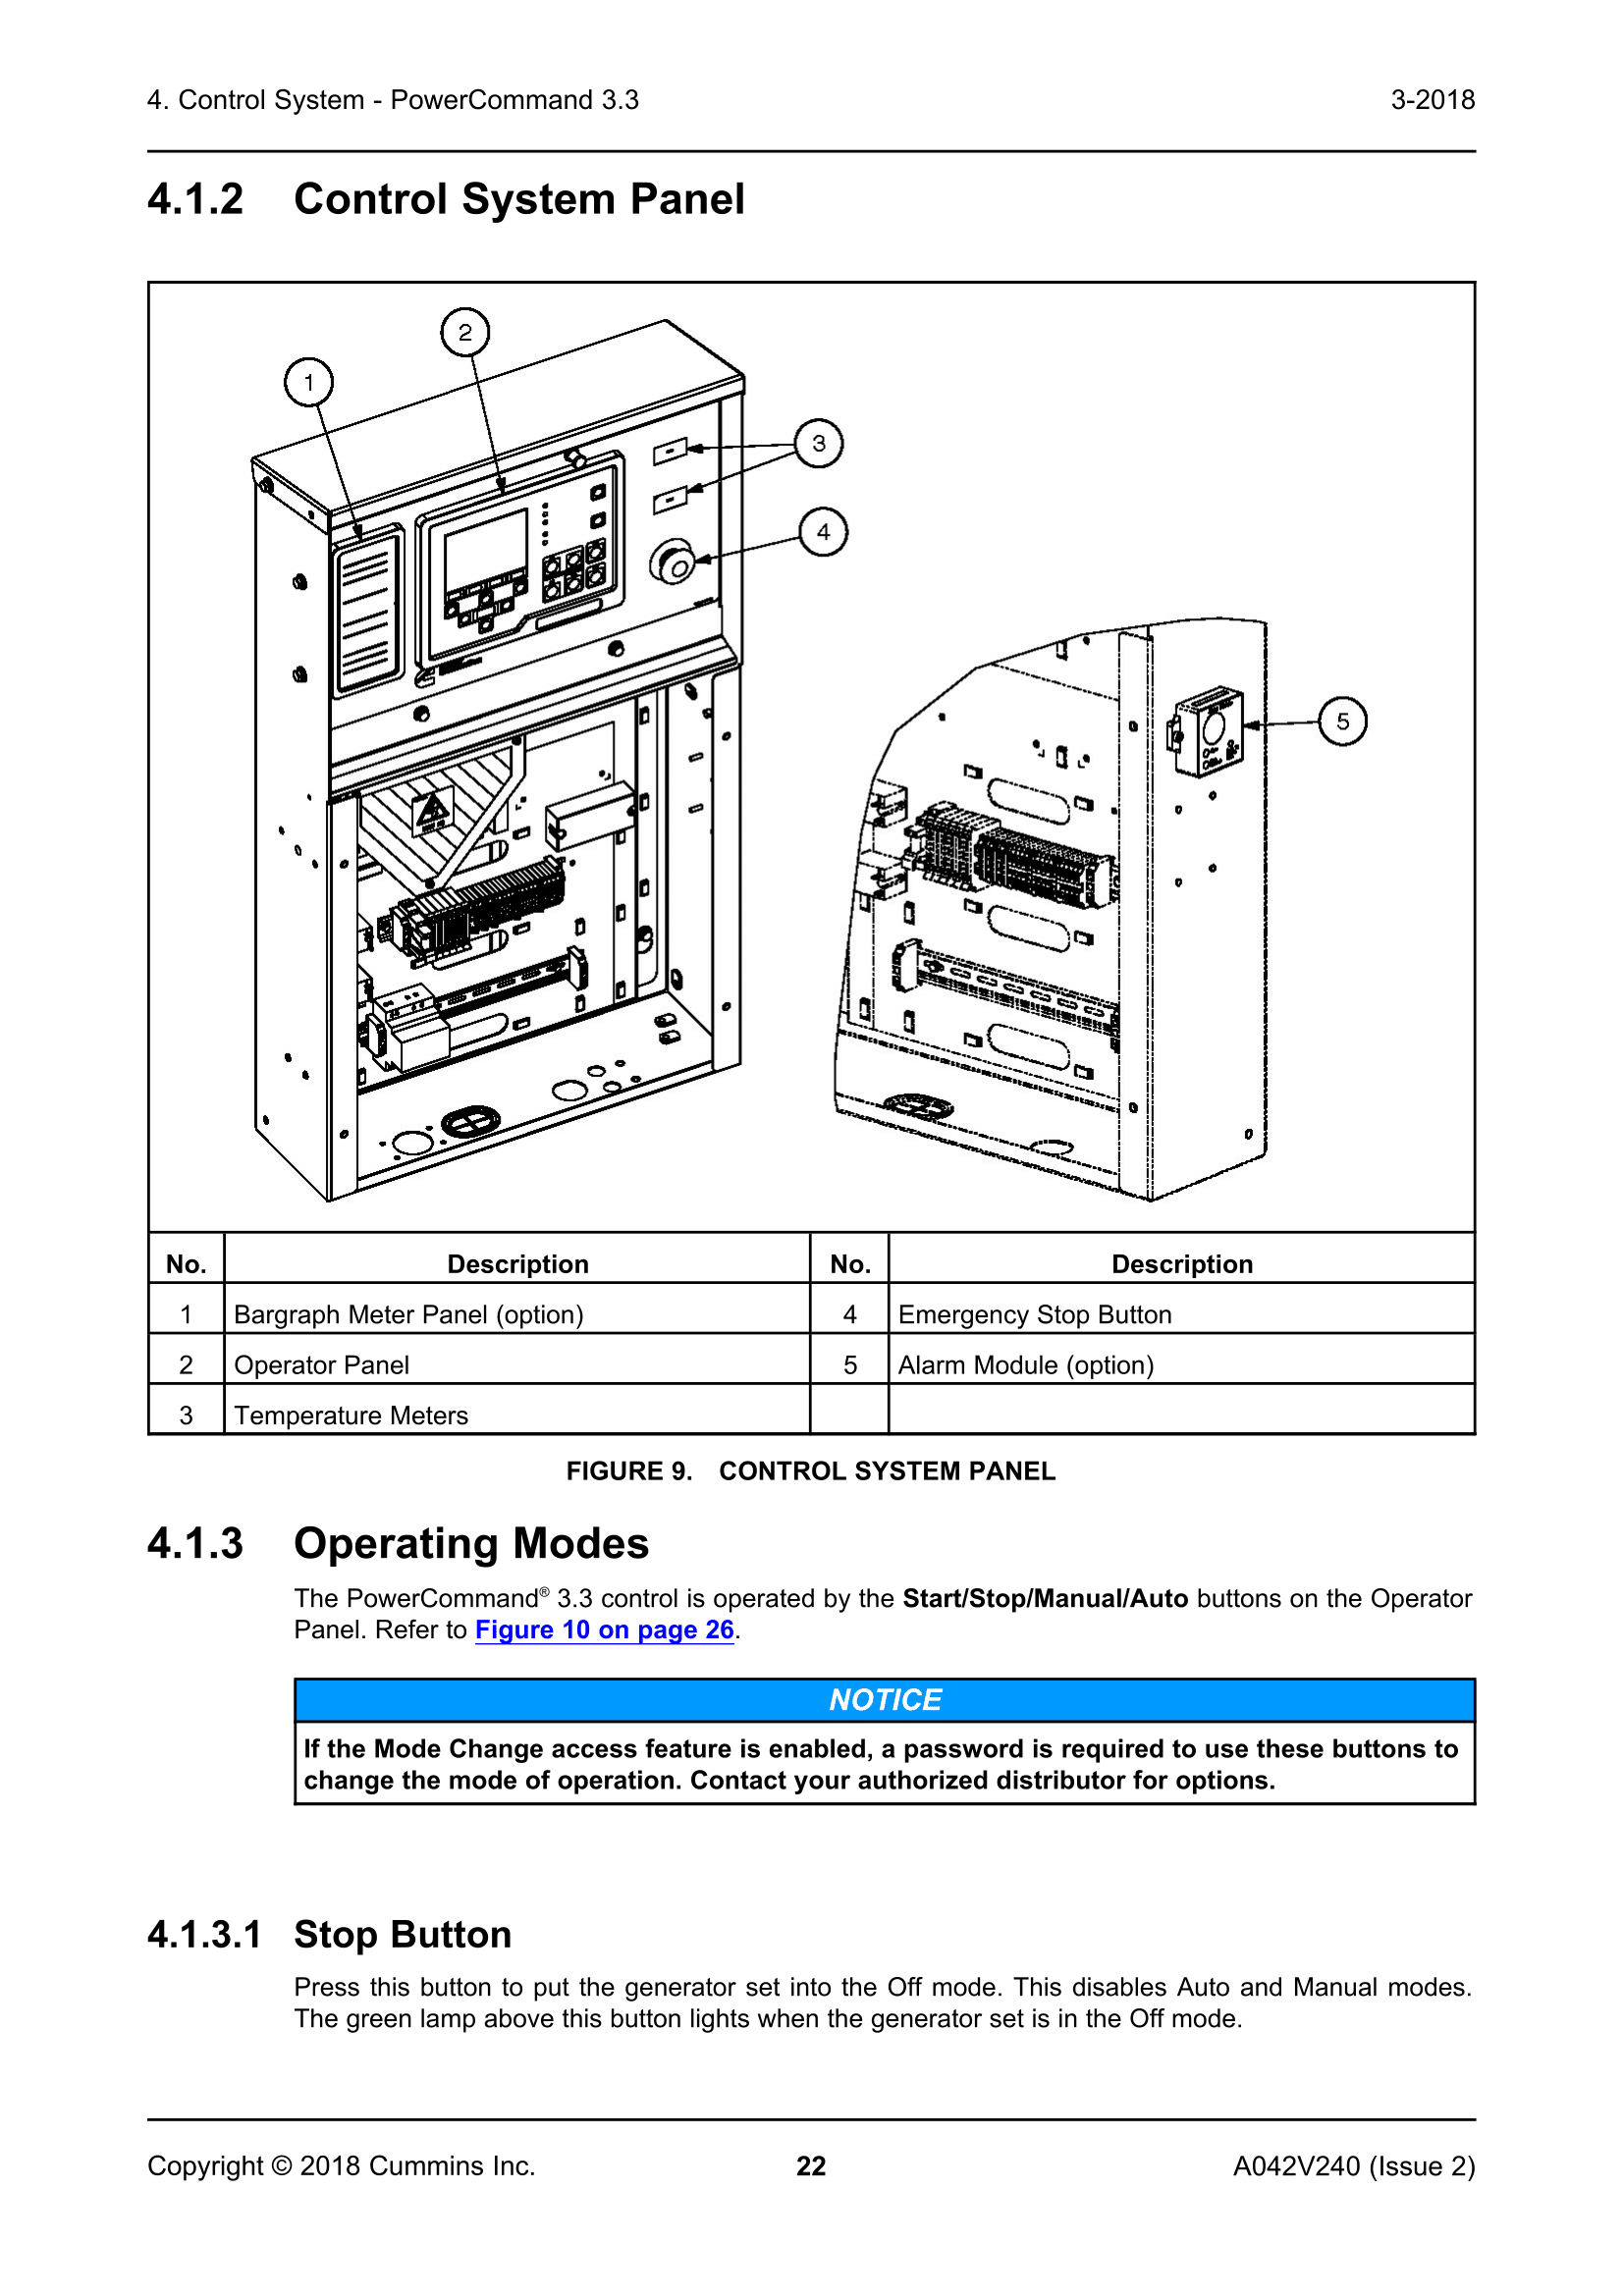 4. Control System - PowerCommand 3.3 3-2018
4.1.2 Control System Panel
1
2
3
4
5
No. Description No. Description
1 Bargraph Meter Panel (option) 4 Emergency Stop Button
2 Operator Panel 5 Alarm Module (option)
3 Temperature Meters
FIGURE 9. CONTROL SYSTEM PANEL
4.1.3 Operating Modes
The PowerCommand® 3.3 control is operated by the Start/Stop/Manual/Auto buttons on the Operator
Panel. Refer to Figure 10 on page 26.
NOTICE
If the Mode Change access feature is enabled, a password is required to use these buttons to
change the mode of operation. Contact your authorized distributor for options.
4.1.3.1 Stop Button
Press this button to put the generator set into the Off mode. This disables Auto and Manual modes.
The green lamp above this button lights when the generator set is in the Off mode.
Copyright © 2018 Cummins Inc. 22 A042V240 (Issue 2)